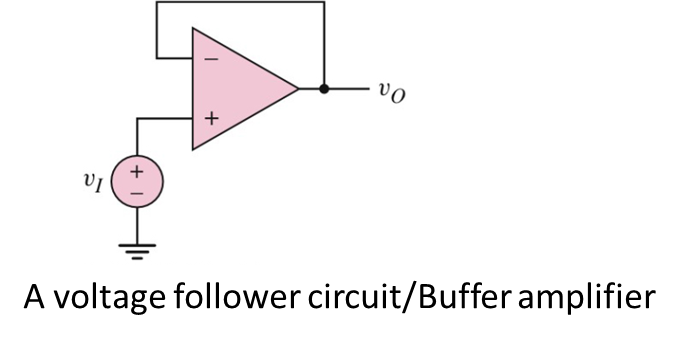 −
v_O
+
v_I
+
−
A voltage follower circuit/Buffer amplifier